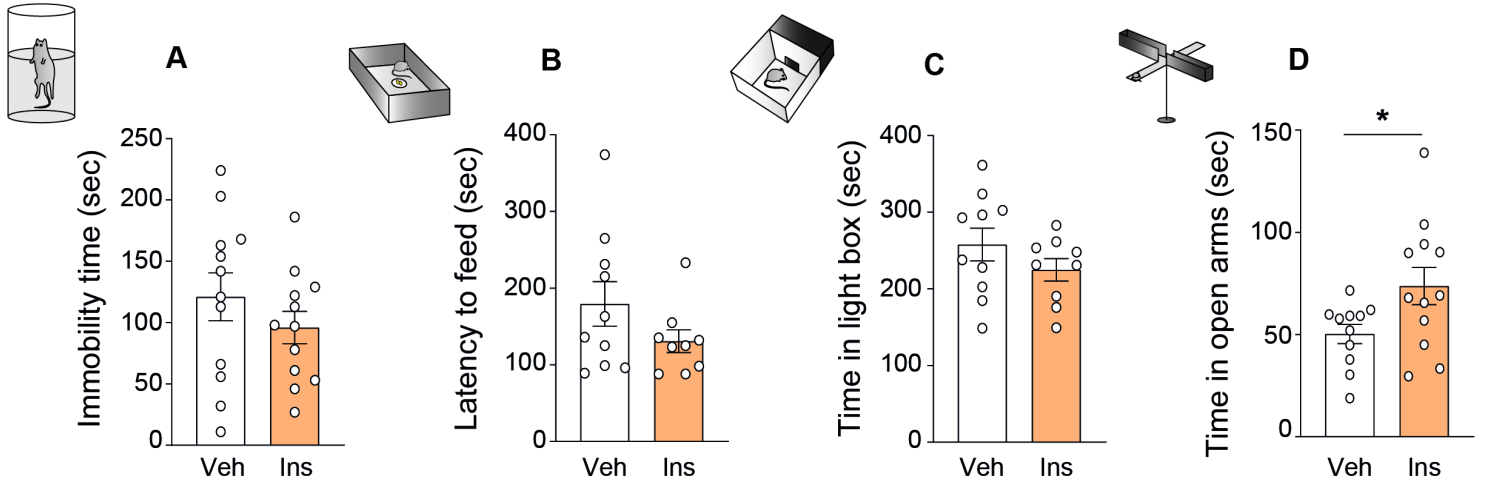 A
Immobility time (sec)
250
200
150
100
50
0
Veh Ins
B
Latency to feed (sec)
400
300
200
100
0
Veh Ins
C
Time in light box (sec)
400
300
200
100
0
Veh Ins
D
Time in open arms (sec)
150
100
50
0
*
Veh Ins